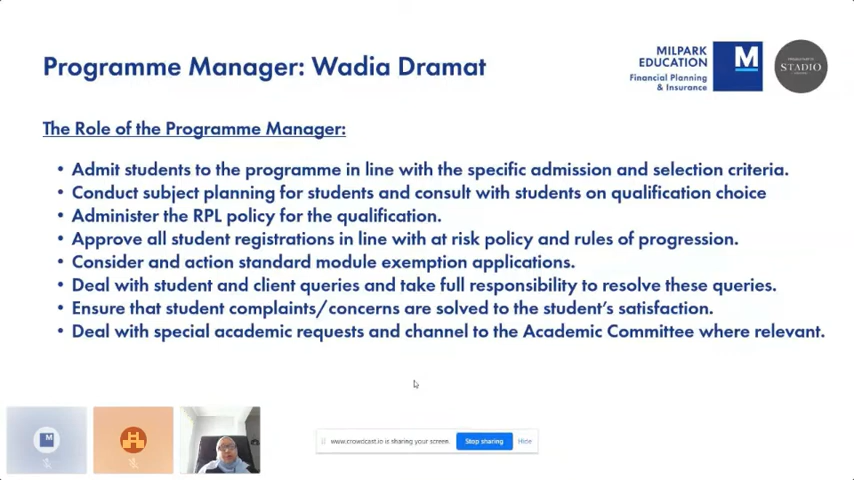 Programme Manager: Wadia Dramat
MILPARK
EDUCATION
Financial Planning
& Insurance
M
STADIO
The Role of the Programme Manager:
• Admit students to the programme in line with the specific admission and selection criteria.
• Conduct subject planning for students and consult with students on qualification choice
• Administer the RPL policy for the qualification.
• Approve all student registrations in line with at risk policy and rules of progression.
• Consider and action standard module exemption applications.
• Deal with student and client queries and take full responsibility to resolve these queries.
• Ensure that student complaints/concerns are solved to the student's satisfaction.
• Deal with special academic requests and channel to the Academic Committee where relevant.
M
www.crowdcast.io is sharing your screen.
Stop sharing
Hide